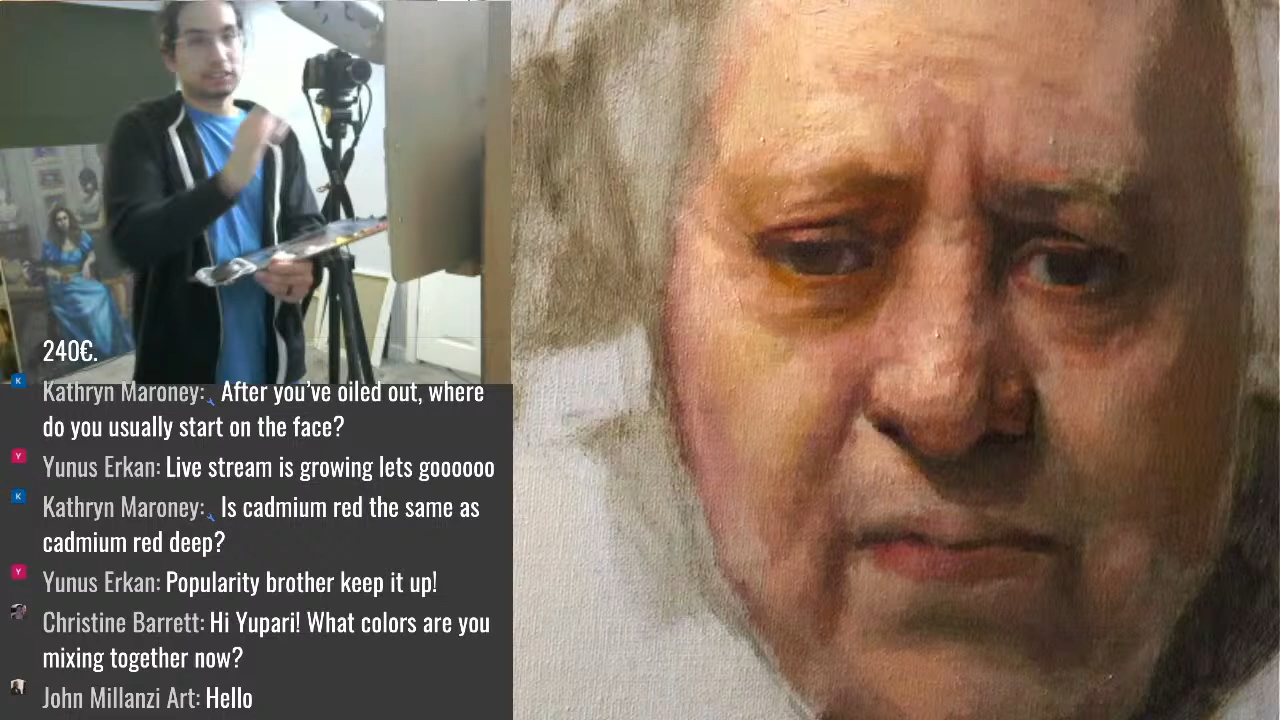 240€.
K Kathryn Maroney: After you’ve oiled out, where
do you usually start on the face?
Y Yunus Erkan: Live stream is growing lets goooooo
K Kathryn Maroney: Is cadmium red the same as
cadmium red deep?
Y Yunus Erkan: Popularity brother keep it up!
Christine Barrett: Hi Yupari! What colors are you
mixing together now?
John Millanzi Art: Hello